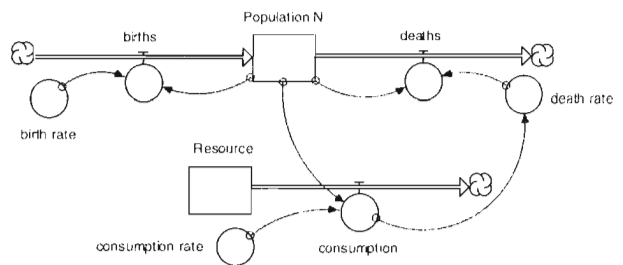 Population N
births
deaths
birth rate
death rate
Resource
consumption rate
consumption